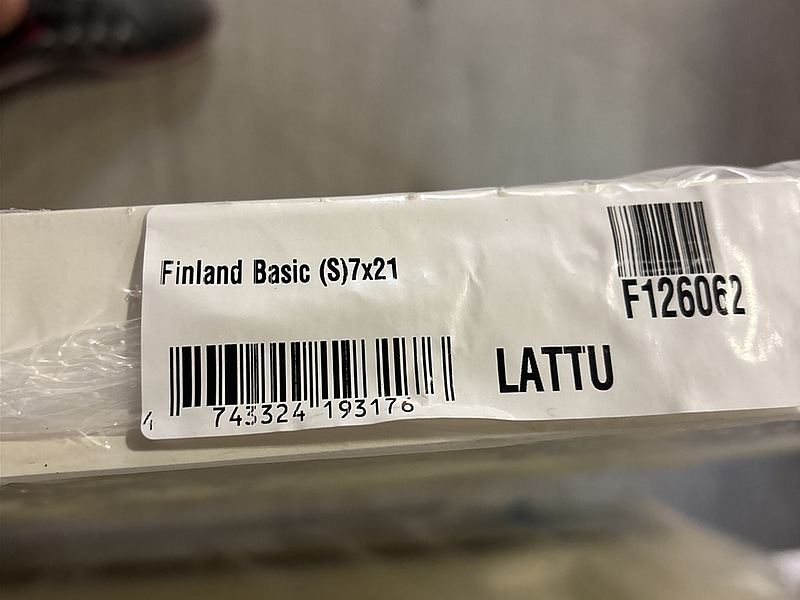 Finland Basic (S)7x21
F126062
LATTU
4 743324 193176